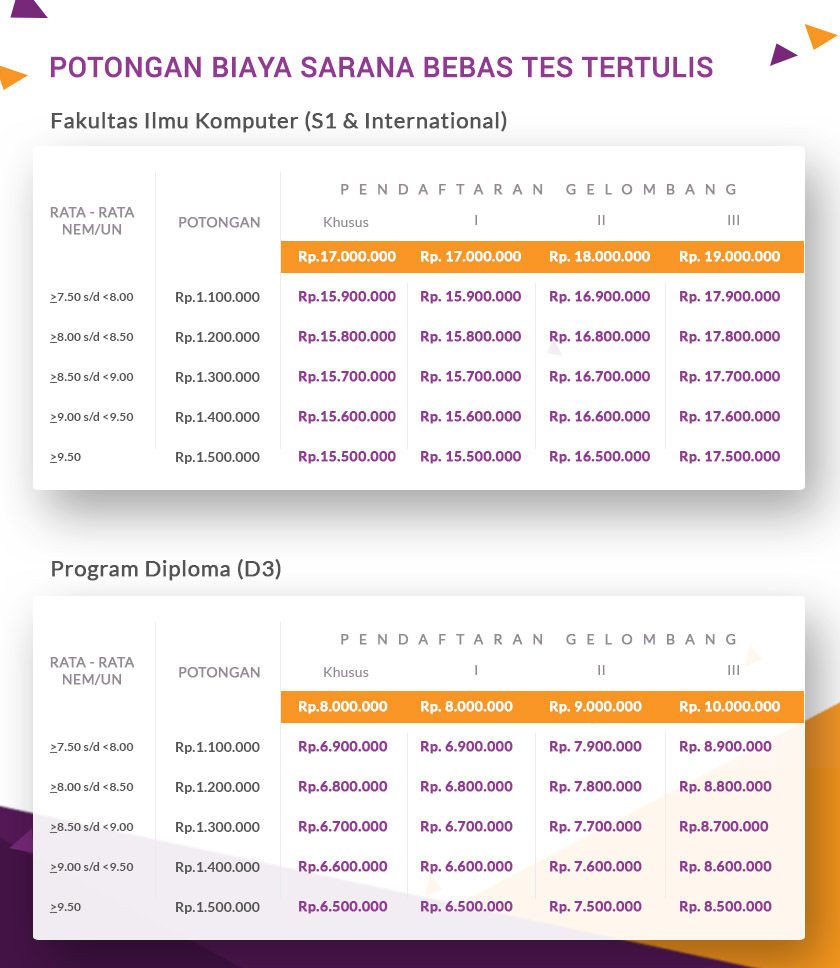 POTONGAN BIAYA SARANA BEBAS TES TERTULIS
Fakultas Ilmu Komputer (S1 & International)
PENDAFTARAN GELOMBANG
RATA - RATA NEM/UN POTONGAN Khusus I II III
Rp.17.000.000 Rp. 17.000.000 Rp. 18.000.000 Rp. 19.000.000
≥7.50 s/d <8.00 Rp.1.100.000 Rp.15.900.000 Rp. 15.900.000 Rp. 16.900.000 Rp. 17.900.000
≥8.00 s/d <8.50 Rp.1.200.000 Rp.15.800.000 Rp. 15.800.000 Rp. 16.800.000 Rp. 17.800.000
≥8.50 s/d <9.00 Rp.1.300.000 Rp.15.700.000 Rp. 15.700.000 Rp. 16.700.000 Rp. 17.700.000
≥9.00 s/d <9.50 Rp.1.400.000 Rp.15.600.000 Rp. 15.600.000 Rp. 16.600.000 Rp. 17.600.000
≥9.50 Rp.1.500.000 Rp.15.500.000 Rp. 15.500.000 Rp. 16.500.000 Rp. 17.500.000
Program Diploma (D3)
PENDAFTARAN GELOMBANG
RATA - RATA NEM/UN POTONGAN Khusus I II III
Rp.8.000.000 Rp. 8.000.000 Rp. 9.000.000 Rp. 10.000.000
≥7.50 s/d <8.00 Rp.1.100.000 Rp.6.900.000 Rp. 6.900.000 Rp. 7.900.000 Rp. 8.900.000
≥8.00 s/d <8.50 Rp.1.200.000 Rp.6.800.000 Rp. 6.800.000 Rp. 7.800.000 Rp. 8.800.000
≥8.50 s/d <9.00 Rp.1.300.000 Rp.6.700.000 Rp. 6.700.000 Rp. 7.700.000 Rp.8.700.000
≥9.00 s/d <9.50 Rp.1.400.000 Rp.6.600.000 Rp. 6.600.000 Rp. 7.600.000 Rp. 8.600.000
≥9.50 Rp.1.500.000 Rp.6.500.000 Rp. 6.500.000 Rp. 7.500.000 Rp. 8.500.000